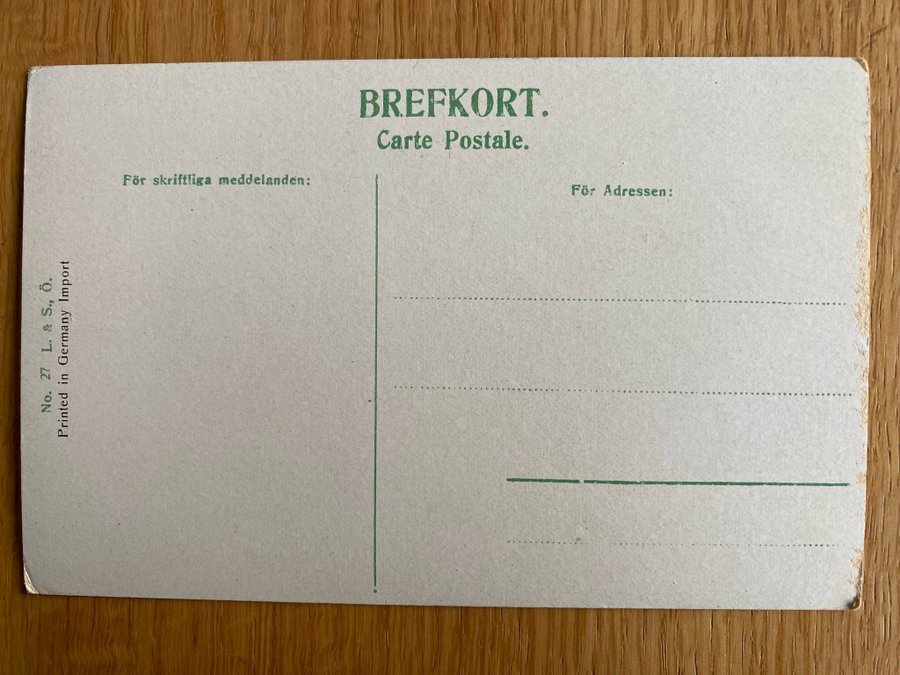 BREFKORT.
Carte Postale.
För skriftliga meddelanden:
För Adressen:
No. 27 L. & S., Ö.
Printed in Germany Import